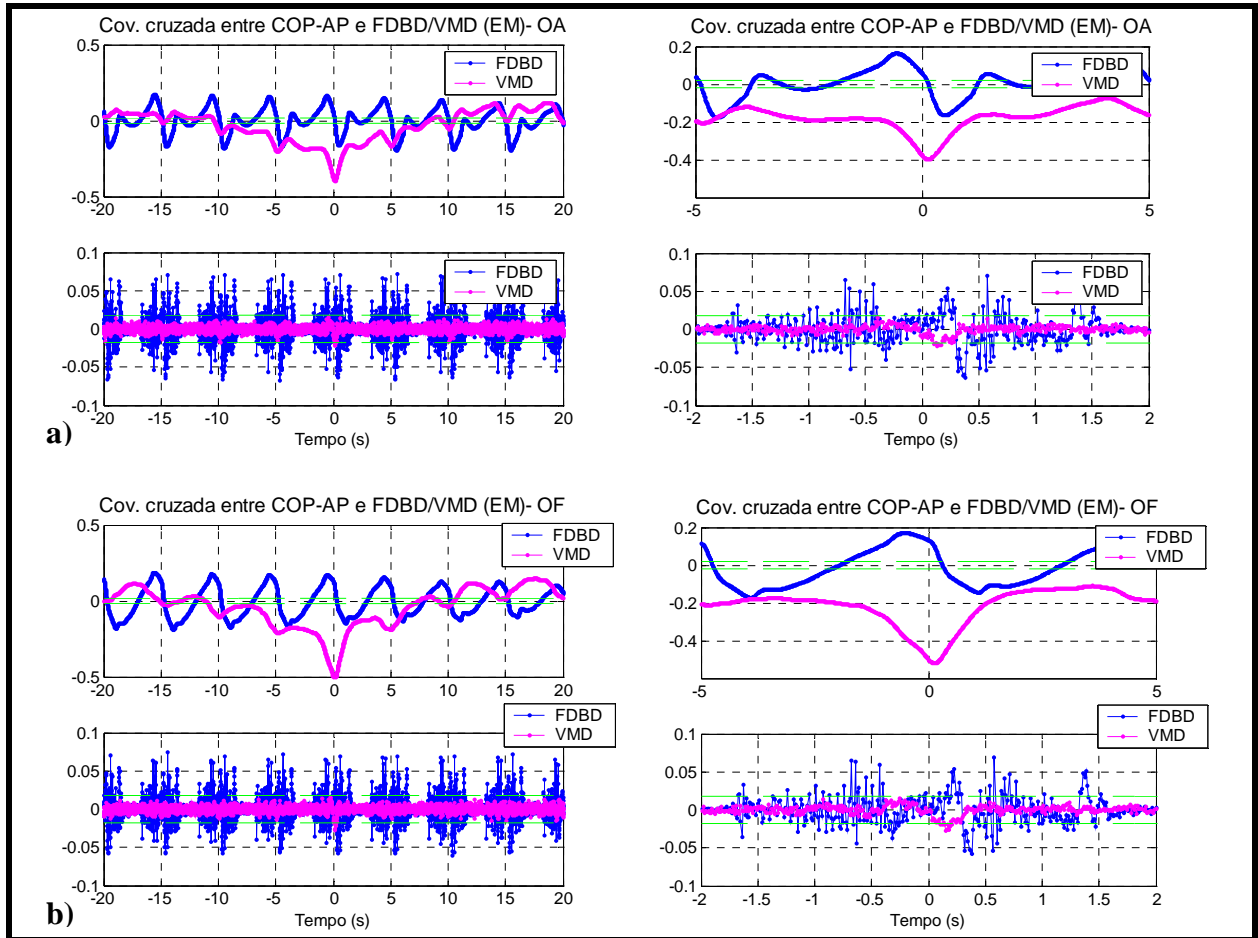 Cov. cruzada entre COP-AP e FDBD/VMD (EM)- OA
0.5
0
-0.5
-20 -15 -10 -5 0 5 10 15 20
FDBD
VMD
Cov. cruzada entre COP-AP e FDBD/VMD (EM)- OA
0.2
0
-0.2
-0.4
-5 0 5
FDBD
VMD
0.1
0.05
0
-0.05
-0.1
-20 -15 -10 -5 0 5 10 15 20
Tempo (s)
FDBD
VMD
0.1
0.05
0
-0.05
-0.1
-2 -1.5 -1 -0.5 0 0.5 1 1.5 2
Tempo (s)
FDBD
VMD
a)
Cov. cruzada entre COP-AP e FDBD/VMD (EM)- OF
0.5
0
-0.5
-20 -15 -10 -5 0 5 10 15 20
FDBD
VMD
Cov. cruzada entre COP-AP e FDBD/VMD (EM)- OF
0.2
0
-0.2
-0.4
-5 0 5
FDBD
VMD
0.1
0.05
0
-0.05
-0.1
-20 -15 -10 -5 0 5 10 15 20
Tempo (s)
FDBD
VMD
0.1
0.05
0
-0.05
-0.1
-2 -1.5 -1 -0.5 0 0.5 1 1.5 2
Tempo (s)
FDBD
VMD
b)